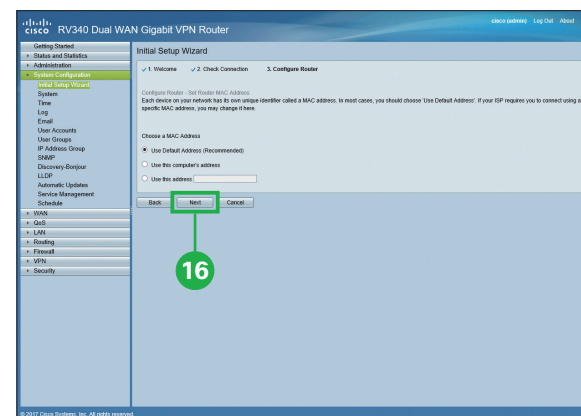 cisco RV340 Dual WAN Gigabit VPN Router
cisco (admin) Log Out About
Getting Started
Status and Statistics
Administration
System Configuration
Initial Setup Wizard
System
Time
Log
Email
User Accounts
User Groups
IP Address Group
SNMP
Discovery-Bonjour
LLDP
Automatic Updates
Service Management
Schedule
WAN
QoS
LAN
Routing
Firewall
VPN
Security
Initial Setup Wizard
1. Welcome 2. Check Connection 3. Configure Router
Configure Router - Set Router MAC Address
Each device on your network has its own unique identifier called a MAC address. In most cases, you should choose 'Use Default Address'. If your ISP requires you to connect using a
specific MAC address, you may change it here.
Choose a MAC Address
Use Default Address (Recommended)
Use this computer's address
Use this address
Back Next Cancel
16
© 2017 Cisco Systems, Inc. All rights reserved.